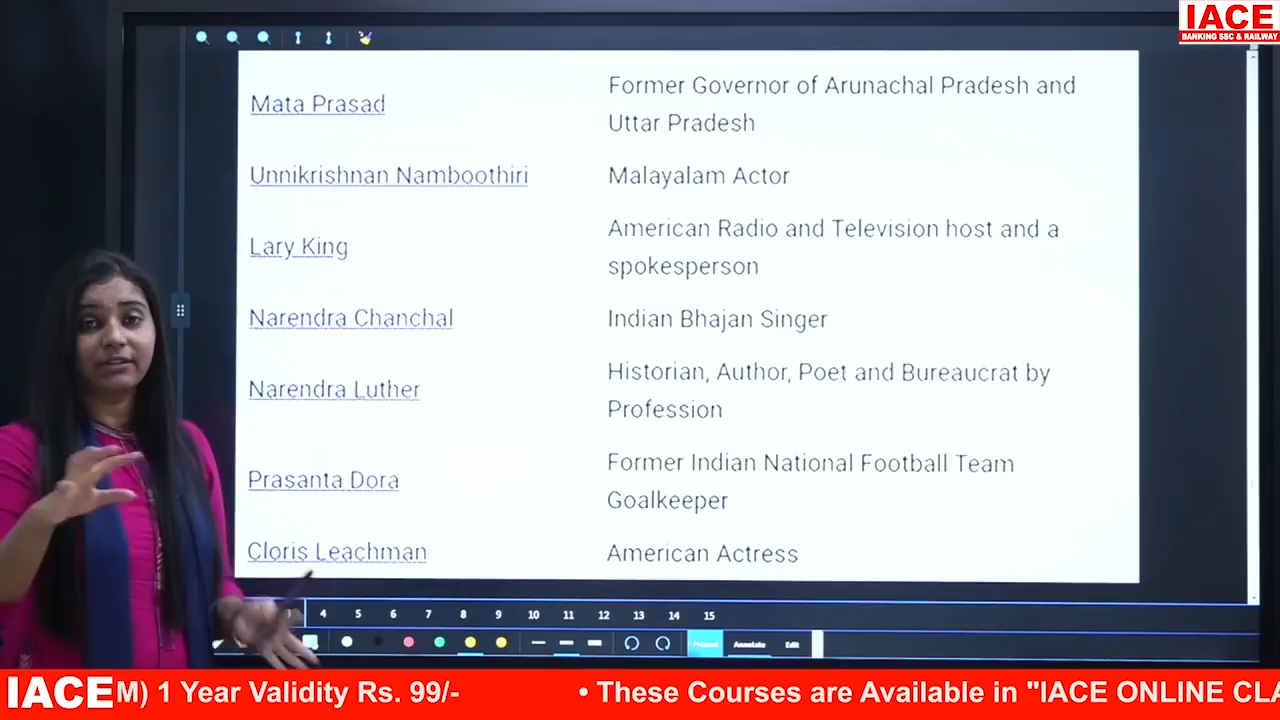 IACE
BANKING SSC & RAILWAY
Mata Prasad
Former Governor of Arunachal Pradesh and
Uttar Pradesh
Unnikrishnan Namboothiri
Malayalam Actor
Lary King
American Radio and Television host and a
spokesperson
Narendra Chanchal
Indian Bhajan Singer
Narendra Luther
Historian, Author, Poet and Bureaucrat by
Profession
Prasanta Dora
Former Indian National Football Team
Goalkeeper
Cloris Leachman
American Actress
3 4 5 6 7 8 9 10 11 12 13 14 15
Present Annotate Edit
IACE M) 1 Year Validity Rs. 99/- • These Courses are Available in "IACE ONLINE CLA